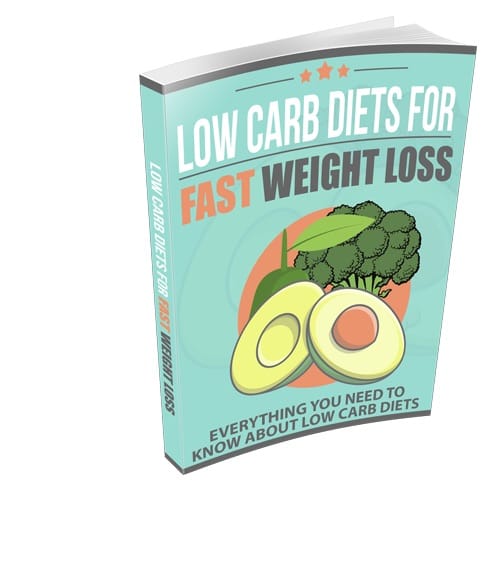 LOW CARB DIETS FOR
FAST WEIGHT LOSS
EVERYTHING YOU NEED TO
KNOW ABOUT LOW CARB DIETS
LOW CARB DIETS FOR FAST WEIGHT LOSS